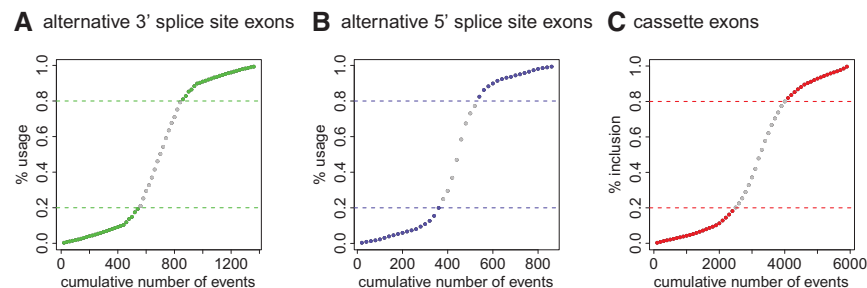 A alternative 3' splice site exons
B alternative 5' splice site exons
C cassette exons
% usage
0.0 0.2 0.4 0.6 0.8 1.0
0 400 800 1200
cumulative number of events
% usage
0.0 0.2 0.4 0.6 0.8 1.0
0 200 400 600 800
cumulative number of events
% inclusion
0.0 0.2 0.4 0.6 0.8 1.0
0 2000 4000 6000
cumulative number of events